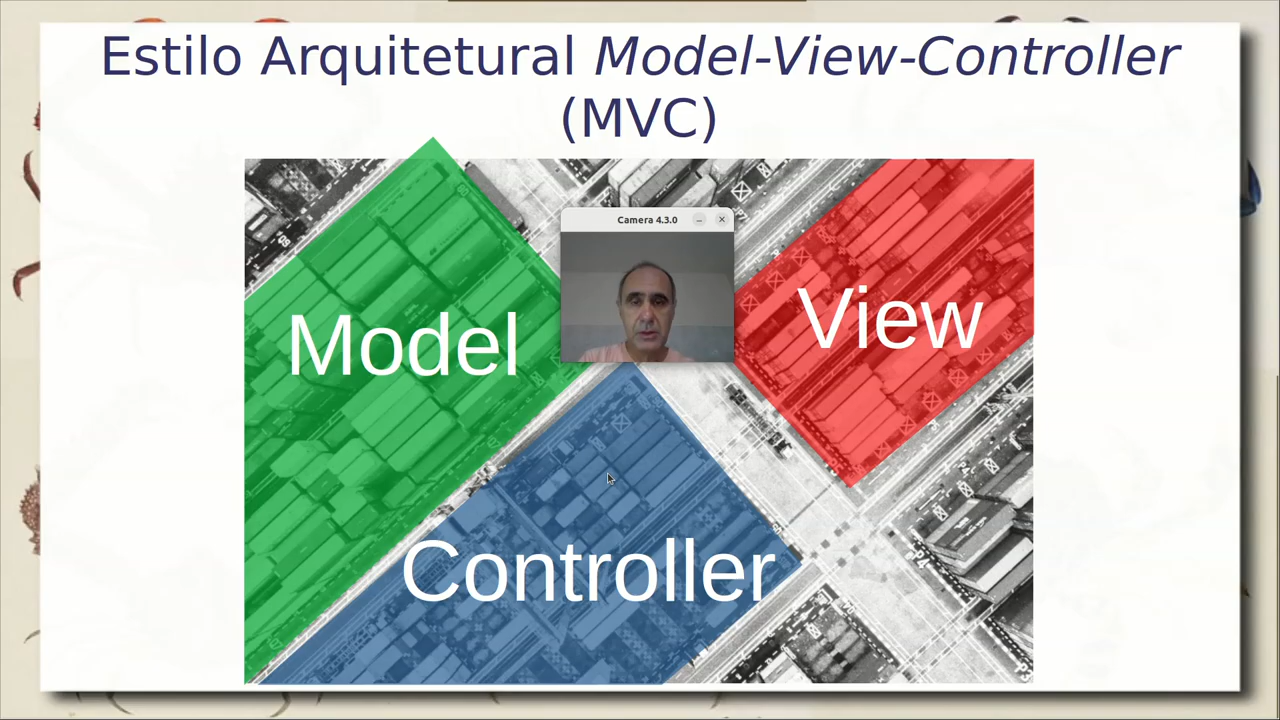 Estilo Arquitetural Model-View-Controller
(MVC)
Camera 4.3.0
Model
View
Controller